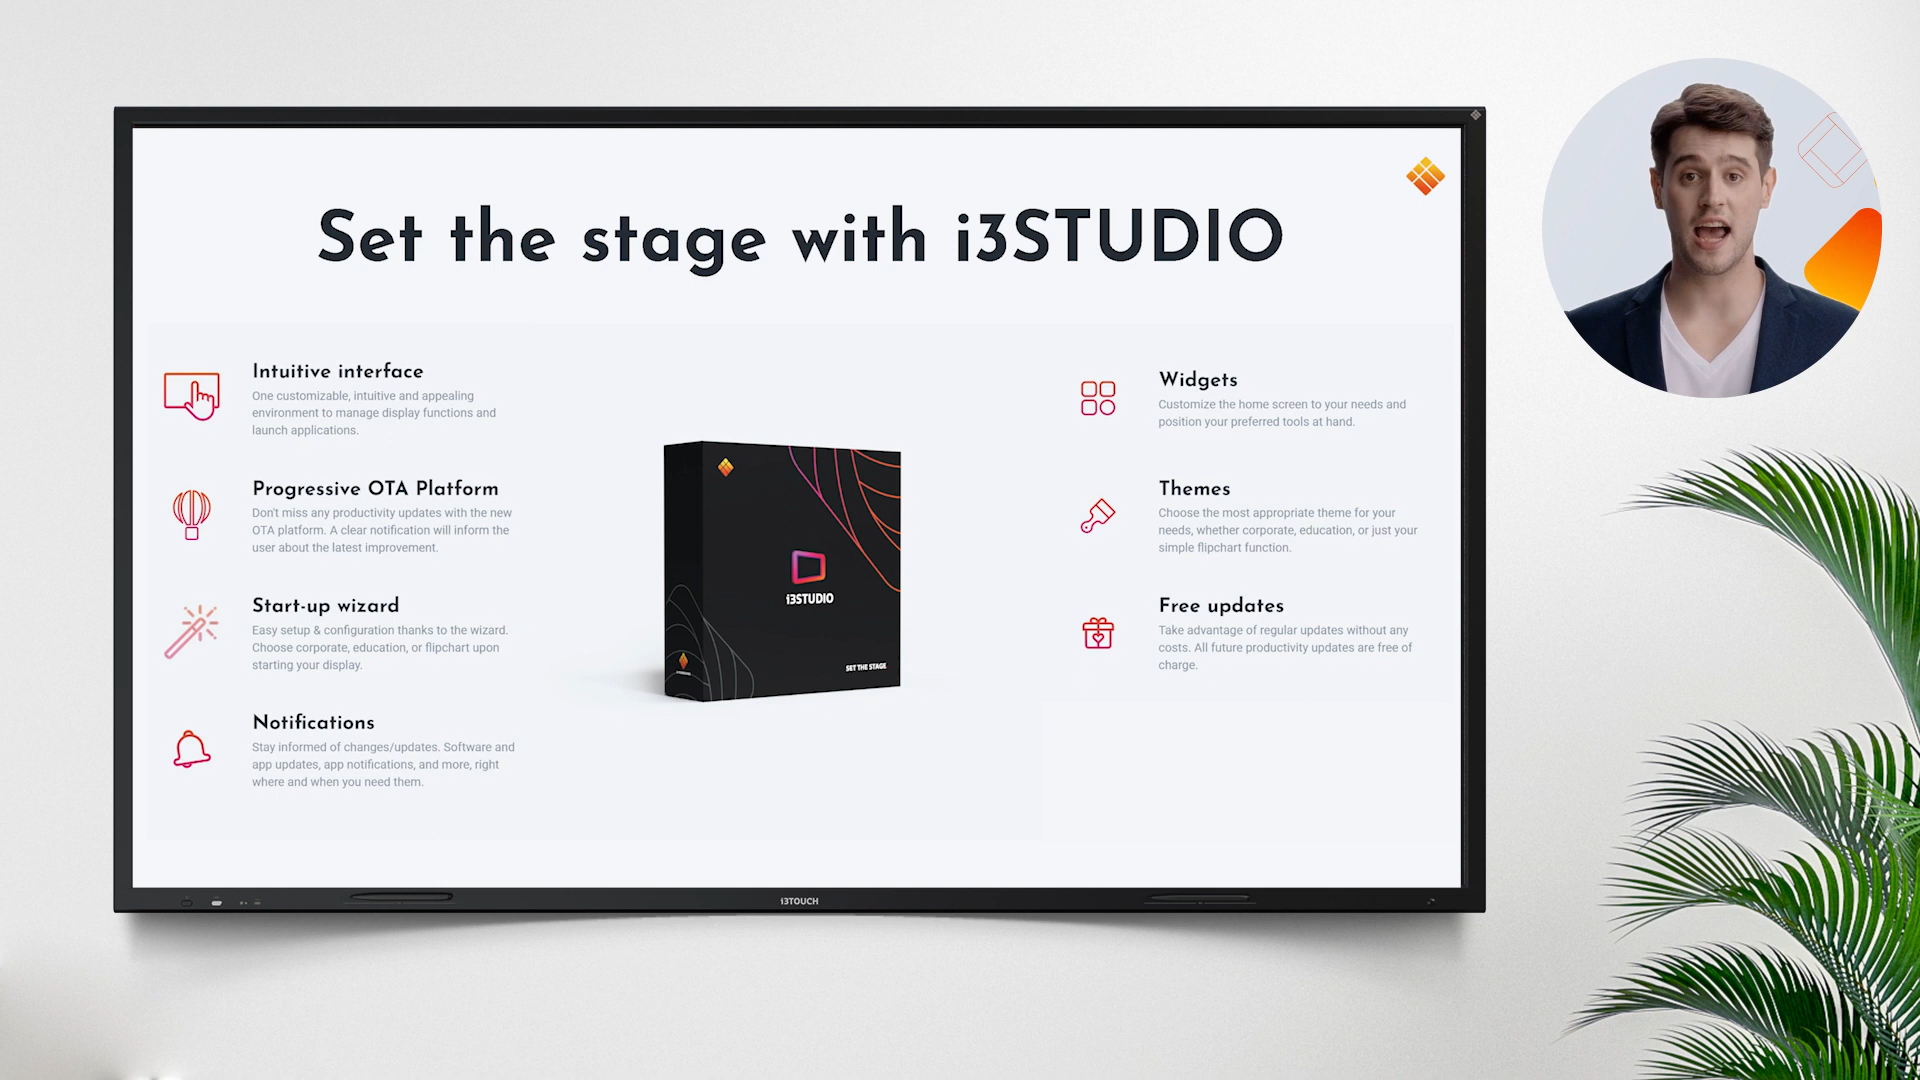 Set the stage with i3STUDIO
Intuitive interface
One customizable, intuitive and appealing
environment to manage display functions and
launch applications.
Progressive OTA Platform
Don't miss any productivity updates with the new
OTA platform. A clear notification will inform the
user about the latest improvement.
Start-up wizard
Easy setup & configuration thanks to the wizard.
Choose corporate, education, or flipchart upon
starting your display.
Notifications
Stay informed of changes/updates. Software and
app updates, app notifications, and more, right
where and when you need them.
i3STUDIO
SET THE STAGE
Widgets
Customize the home screen to your needs and
position your preferred tools at hand.
Themes
Choose the most appropriate theme for your
needs, whether corporate, education, or just your
simple flipchart function.
Free updates
Take advantage of regular updates without any
costs. All future productivity updates are free of
charge.
i3TOUCH